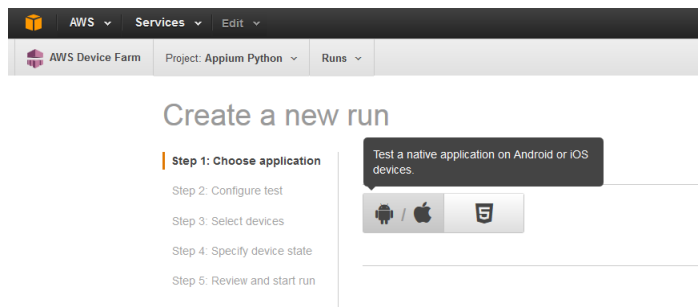 AWS Services Edit
AWS Device Farm Project: Appium Python Runs
Create a new run
Step 1: Choose application
Step 2: Configure test
Step 3: Select devices
Step 4: Specify device state
Step 5: Review and start run
Test a native application on Android or iOS
devices.
/
5